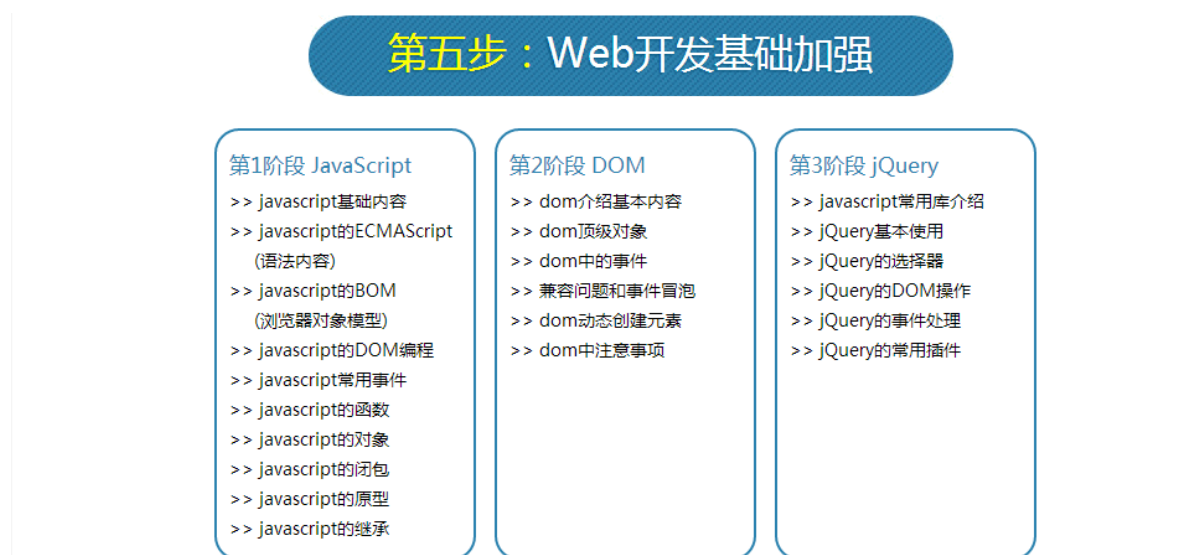 第五步：Web开发基础加强
第1阶段 JavaScript
>> javascript基础内容
>> javascript的ECMAScript
(语法内容)
>> javascript的BOM
(浏览器对象模型)
>> javascript的DOM编程
>> javascript常用事件
>> javascript的函数
>> javascript的对象
>> javascript的闭包
>> javascript的原型
>> javascript的继承
第2阶段 DOM
>> dom介绍基本内容
>> dom顶级对象
>> dom中的事件
>> 兼容问题和事件冒泡
>> dom动态创建元素
>> dom中注意事项
第3阶段 jQuery
>> javascript常用库介绍
>> jQuery基本使用
>> jQuery的选择器
>> jQuery的DOM操作
>> jQuery的事件处理
>> jQuery的常用插件